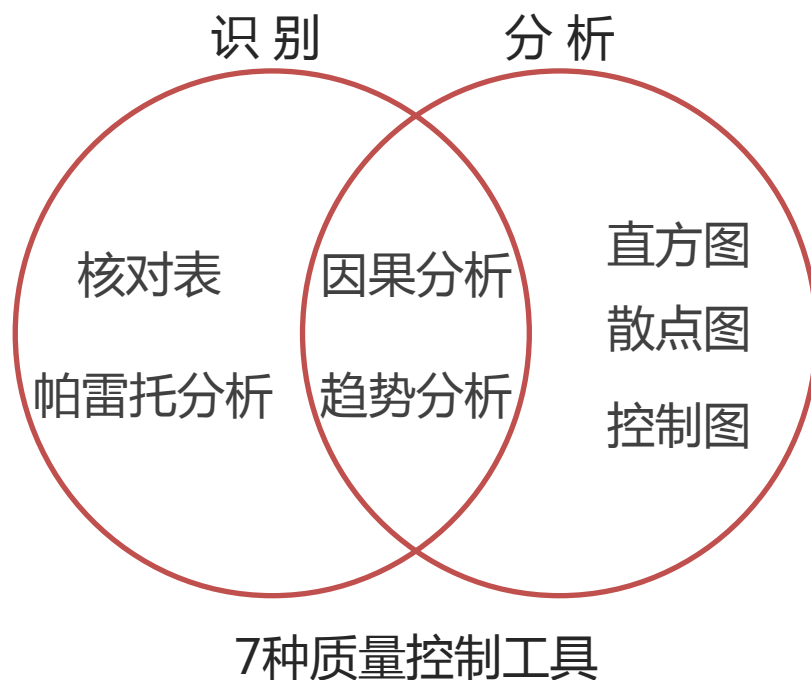 识 别
分 析
核对表
帕雷托分析
因果分析
趋势分析
直方图
散点图
控制图
7种质量控制工具